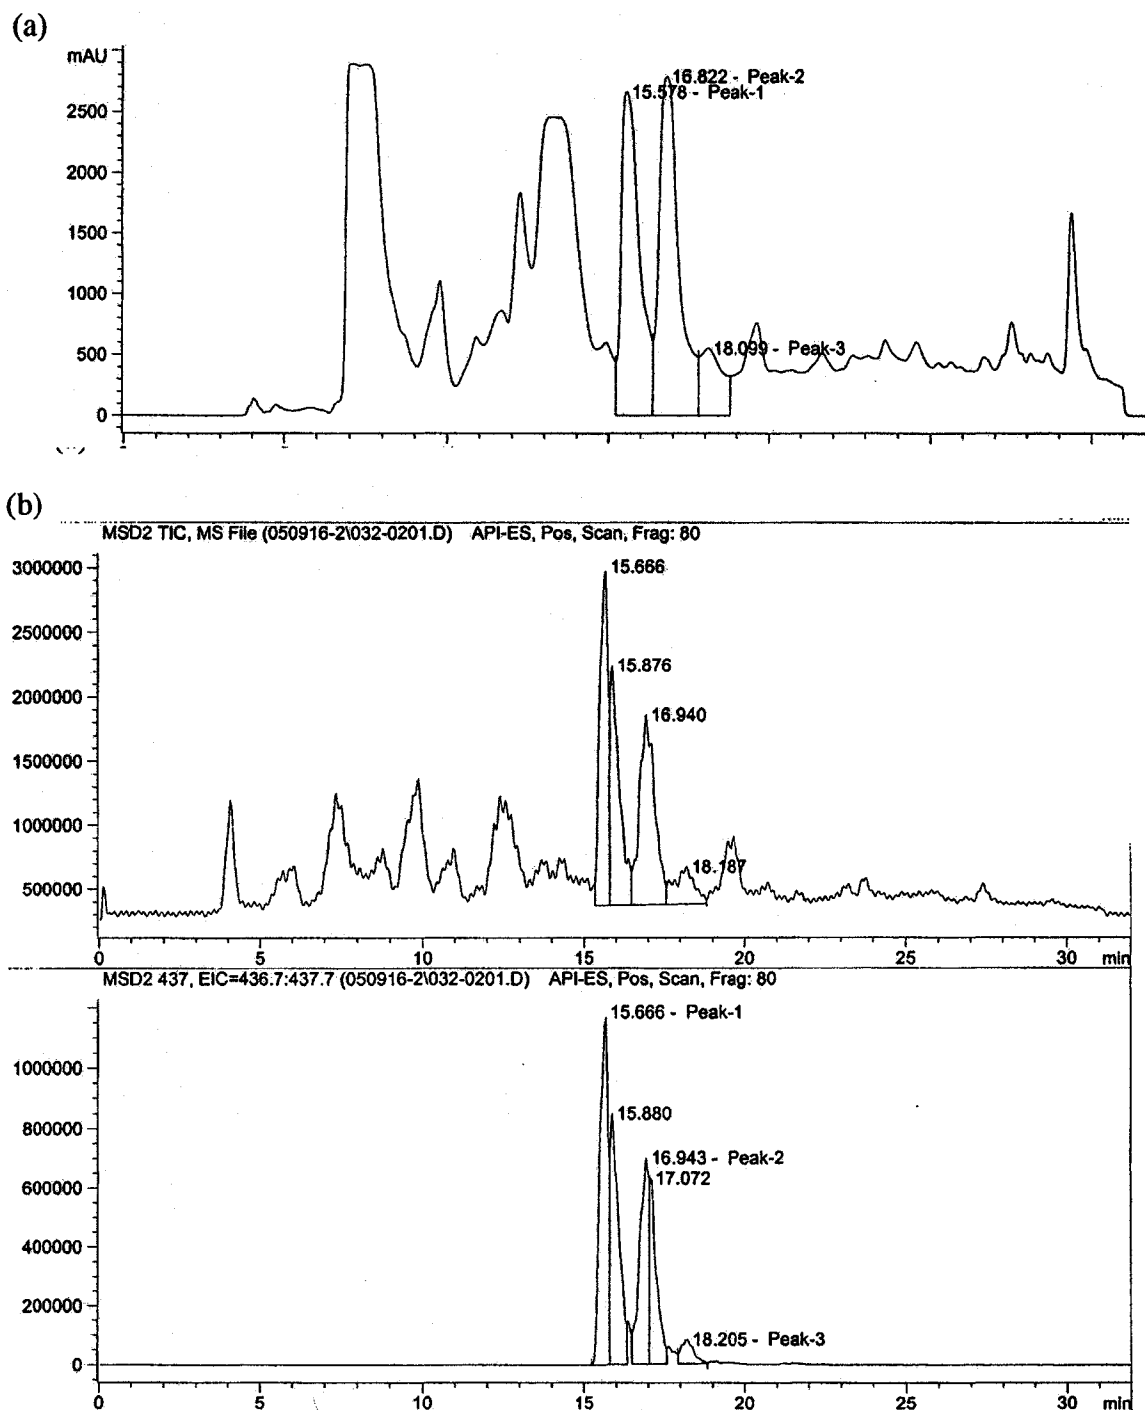 (a)
mAU
16.822 - Peak-2
15.578 - Peak-1
2500
2000
1500
1000
500
18.099 - Peak-3
0
(b)
MSD2 TIC, MS File (050916-2\032-0201.D) API-ES, Pos, Scan, Frag: 80
3000000
15.666
2500000
15.876
2000000
16.940
1500000
1000000
18.187
500000
0 5 10 15 20 25 30 min
MSD2 437, EIC=436.7:437.7 (050916-2\032-0201.D) API-ES, Pos, Scan, Frag: 80
15.666 - Peak-1
1000000
15.880
800000
16.943 - Peak-2
17.072
600000
400000
200000
18.205 - Peak-3
0
0 5 10 15 20 25 30 min